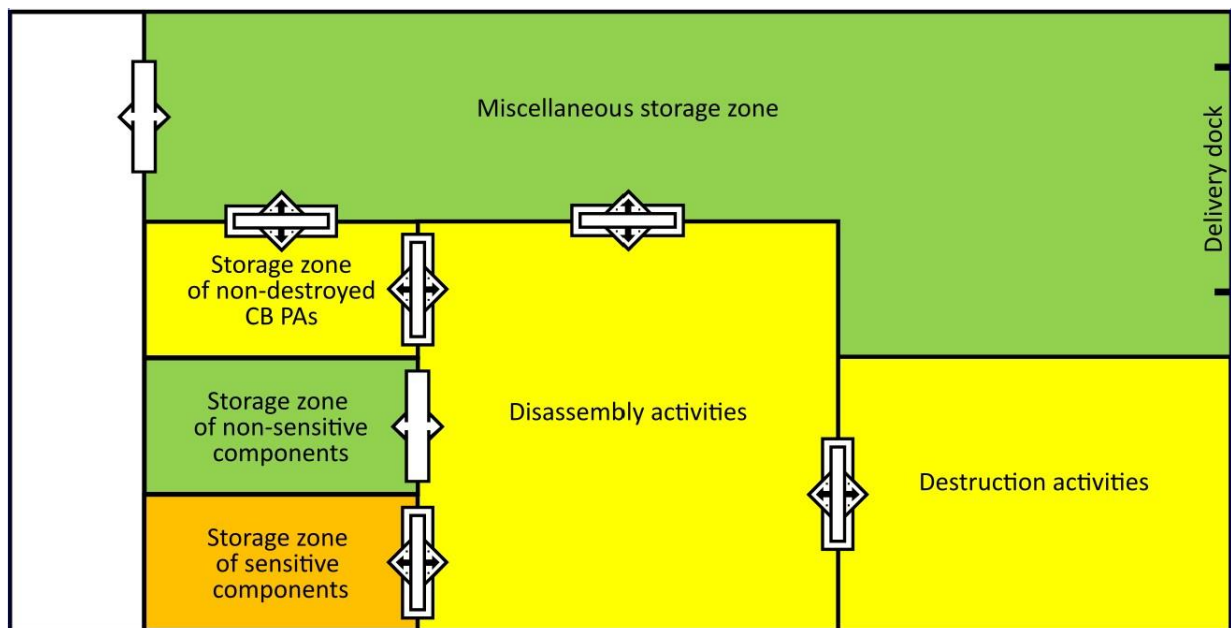 Miscellaneous storage zone
Delivery dock
Storage zone
of non-destroyed
CB PAs
Storage zone
of non-sensitive
components
Disassembly activities
Destruction activities
Storage zone
of sensitive
components